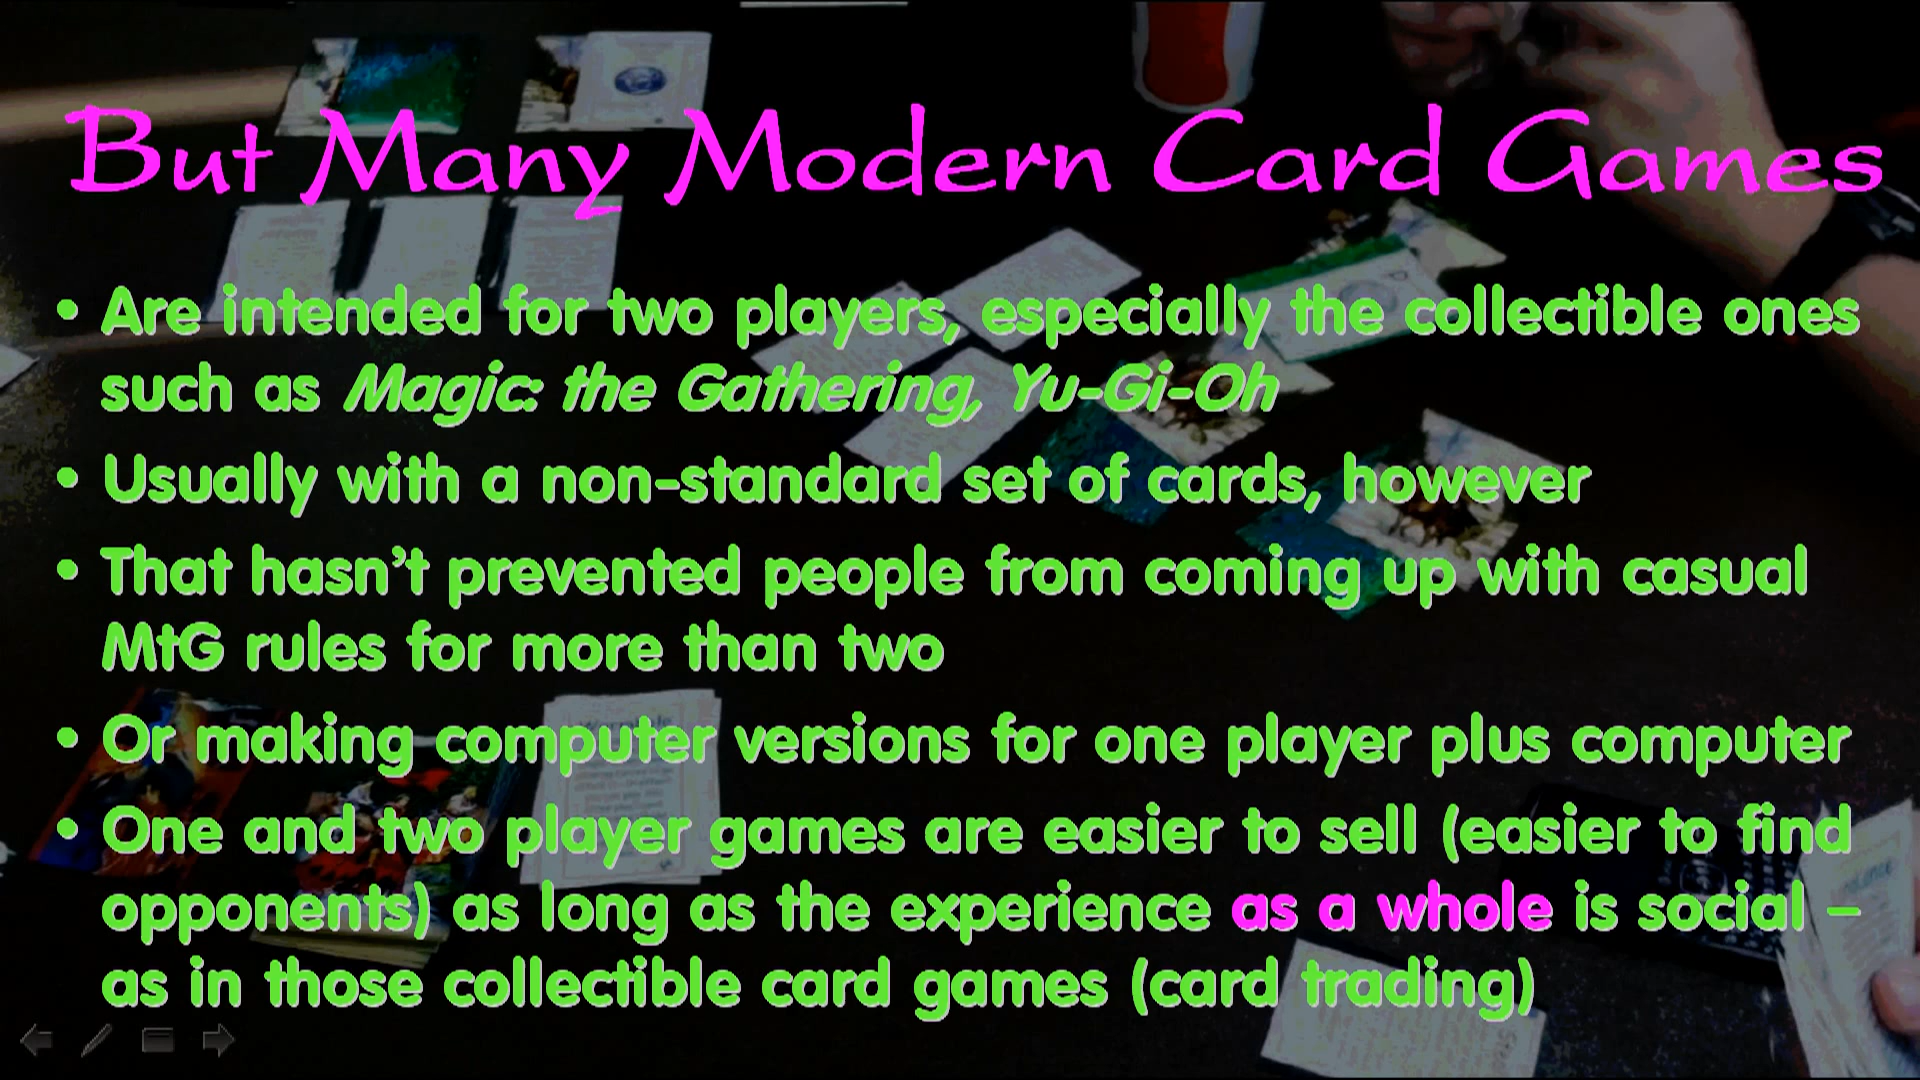 But Many Modern Card Games
• Are intended for two players, especially the collectible ones
such as Magic: the Gathering, Yu-Gi-Oh
• Usually with a non-standard set of cards, however
• That hasn’t prevented people from coming up with casual
MtG rules for more than two
• Or making computer versions for one player plus computer
• One and two player games are easier to sell (easier to find
opponents) as long as the experience as a whole is social –
as in those collectible card games (card trading)